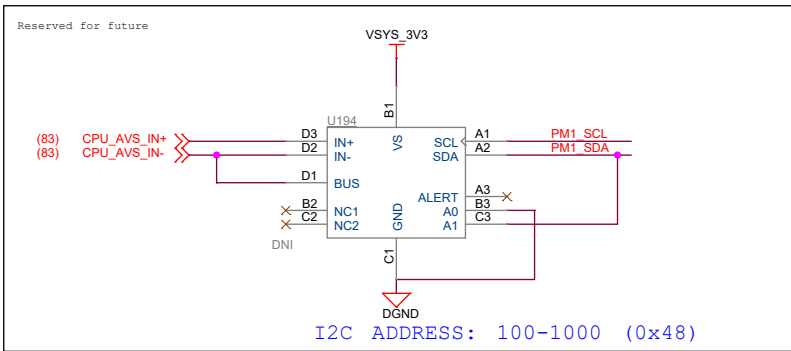 Reserved for future
VSYS_3V3
B1
U194
(83) CPU_AVS_IN+ D3 IN+ VS SCL A1 PM1_SCL
(83) CPU_AVS_IN- D2 IN- SDA A2 PM1_SDA
D1 BUS
ALERT A3
B2 NC1 A0 B3
C2 NC2 GND A1 C3
DNI
C1
DGND
I2C ADDRESS: 100-1000 (0x48)